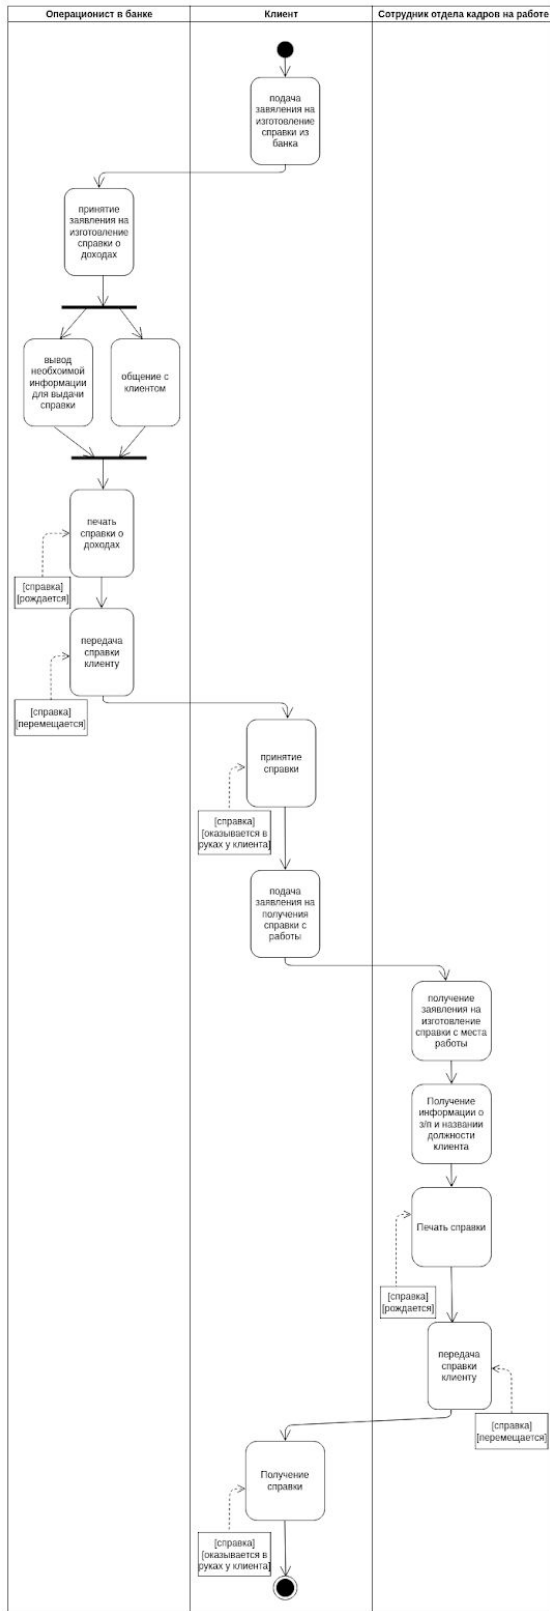 Операционист в банке
Клиент
Сотрудник отдела кадров на работе
подача
завяления на
изготовление
справки из
банка
принятие
заявления на
изготовление
справки о
доходах
вывод
необхоимой
информации
для выдачи
справки
общение с
клиентом
печать
справки о
доходах
[справка]
[рождается]
передача
справки
клиенту
[справка]
[перемещается]
принятие
справки
[справка]
[оказывается в
руках у клиента]
подача
заявления на
получения
справки с
работы
получение
заявления на
изготовление
справки с места
работы
Получение
информации о
з/п и названии
должности
клиента
Печать справки
[справка]
[рождается]
передача
справки
клиенту
[справка]
[перемещается]
Получение
справки
[справка]
[оказывается в
руках у клиента]